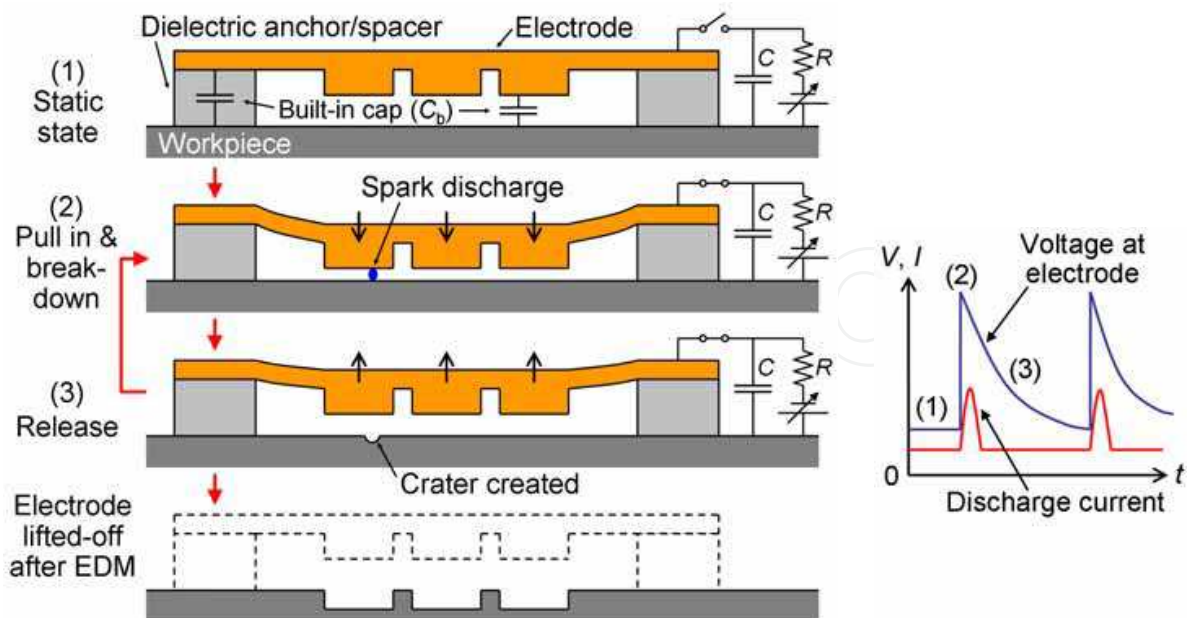 Dielectric anchor/spacer
Electrode
(1)
Static
state
Built-in cap (Cb)
C
R
Workpiece
Spark discharge
(2)
Pull in &
break-
down
C
R
(3)
Release
C
R
Crater created
Electrode
lifted-off
after EDM
V, I
Voltage at
electrode
(2)
(3)
(1)
0
t
Discharge current